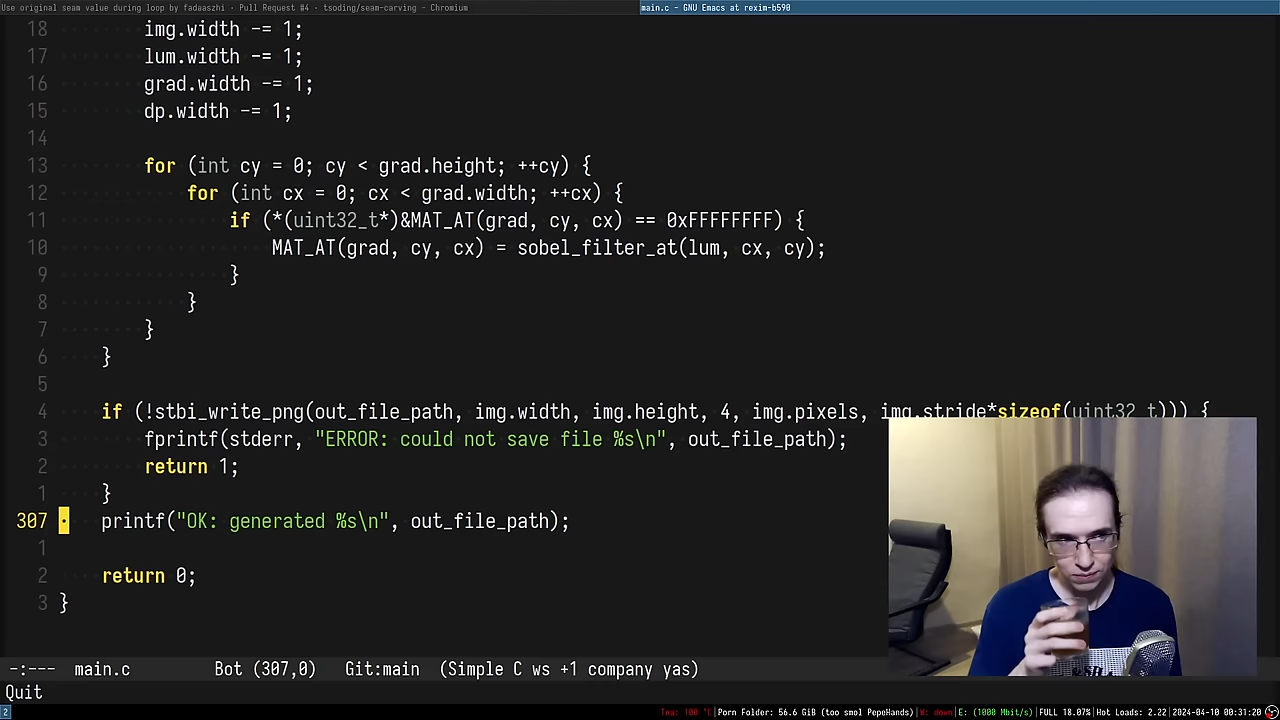 Use original seam value during loop by fadaaszhi · Pull Request #4 · tsoding/seam-carving - Chromium
main.c - GNU Emacs at rexim-b590
18 img.width -= 1;
17 lum.width -= 1;
16 grad.width -= 1;
15 dp.width -= 1;
14
13 for (int cy = 0; cy < grad.height; ++cy) {
12 for (int cx = 0; cx < grad.width; ++cx) {
11 if (*(uint32_t*)&MAT_AT(grad, cy, cx) == 0xFFFFFFFF) {
10 MAT_AT(grad, cy, cx) = sobel_filter_at(lum, cx, cy);
9 }
8 }
7 }
6 }
5
4 if (!stbi_write_png(out_file_path, img.width, img.height, 4, img.pixels, img.stride*sizeof(uint32_t))) {
3 fprintf(stderr, "ERROR: could not save file %s\n", out_file_path);
2 return 1;
1 }
307 printf("OK: generated %s\n", out_file_path);
1
2 return 0;
3 }
-:--- main.c Bot (307,0) Git:main (Simple C ws +1 company yas)
Quit
2 Tea: 100 °C|Porn Folder: 56.6 GiB (too smol PepeHands)|W: down|E: (1000 Mbit/s)|FULL 18.07%|Hot Loads: 2.22|2024-04-10 00:31:20